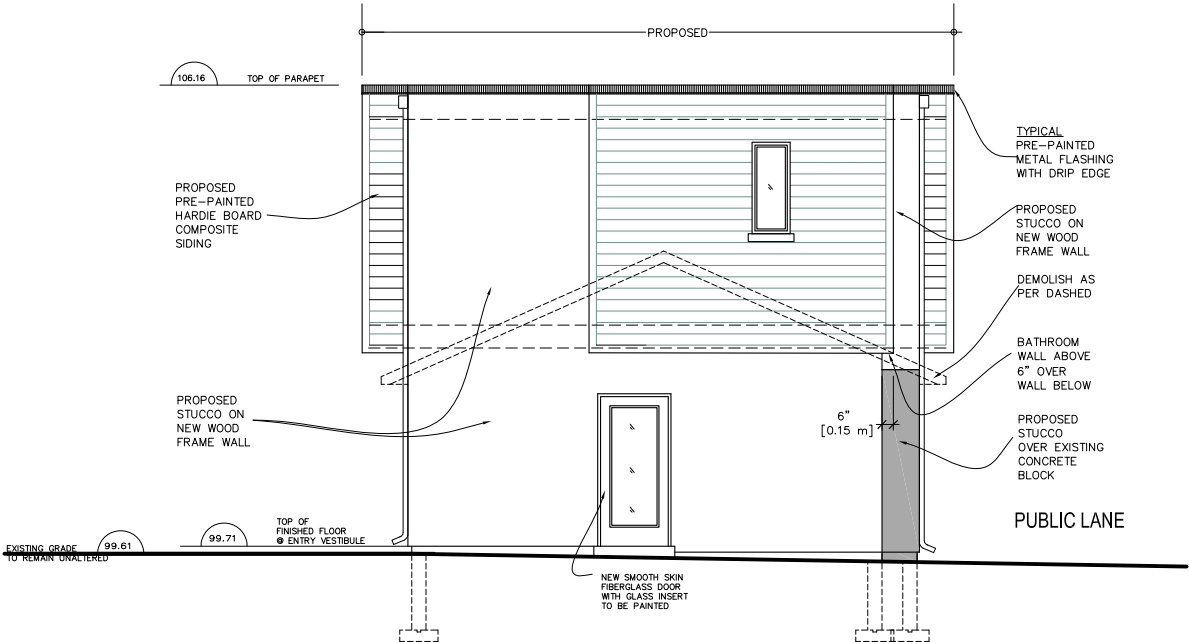 PROPOSED
106.16
TOP OF PARAPET
TYPICAL
PRE-PAINTED
METAL FLASHING
WITH DRIP EDGE
PROPOSED
PRE-PAINTED
HARDIE BOARD
COMPOSITE
SIDING
PROPOSED
STUCCO ON
NEW WOOD
FRAME WALL
DEMOLISH AS
PER DASHED
BATHROOM
WALL ABOVE
6" OVER
WALL BELOW
PROPOSED
STUCCO ON
NEW WOOD
FRAME WALL
6"
[0.15 m]
PROPOSED
STUCCO
OVER EXISTING
CONCRETE
BLOCK
PUBLIC LANE
TOP OF
FINISHED FLOOR
@ ENTRY VESTIBULE
99.71
99.61
EXISTING GRADE
TO REMAIN UNALTERED
NEW SMOOTH SKIN
FIBERGLASS DOOR
WITH GLASS INSERT
TO BE PAINTED